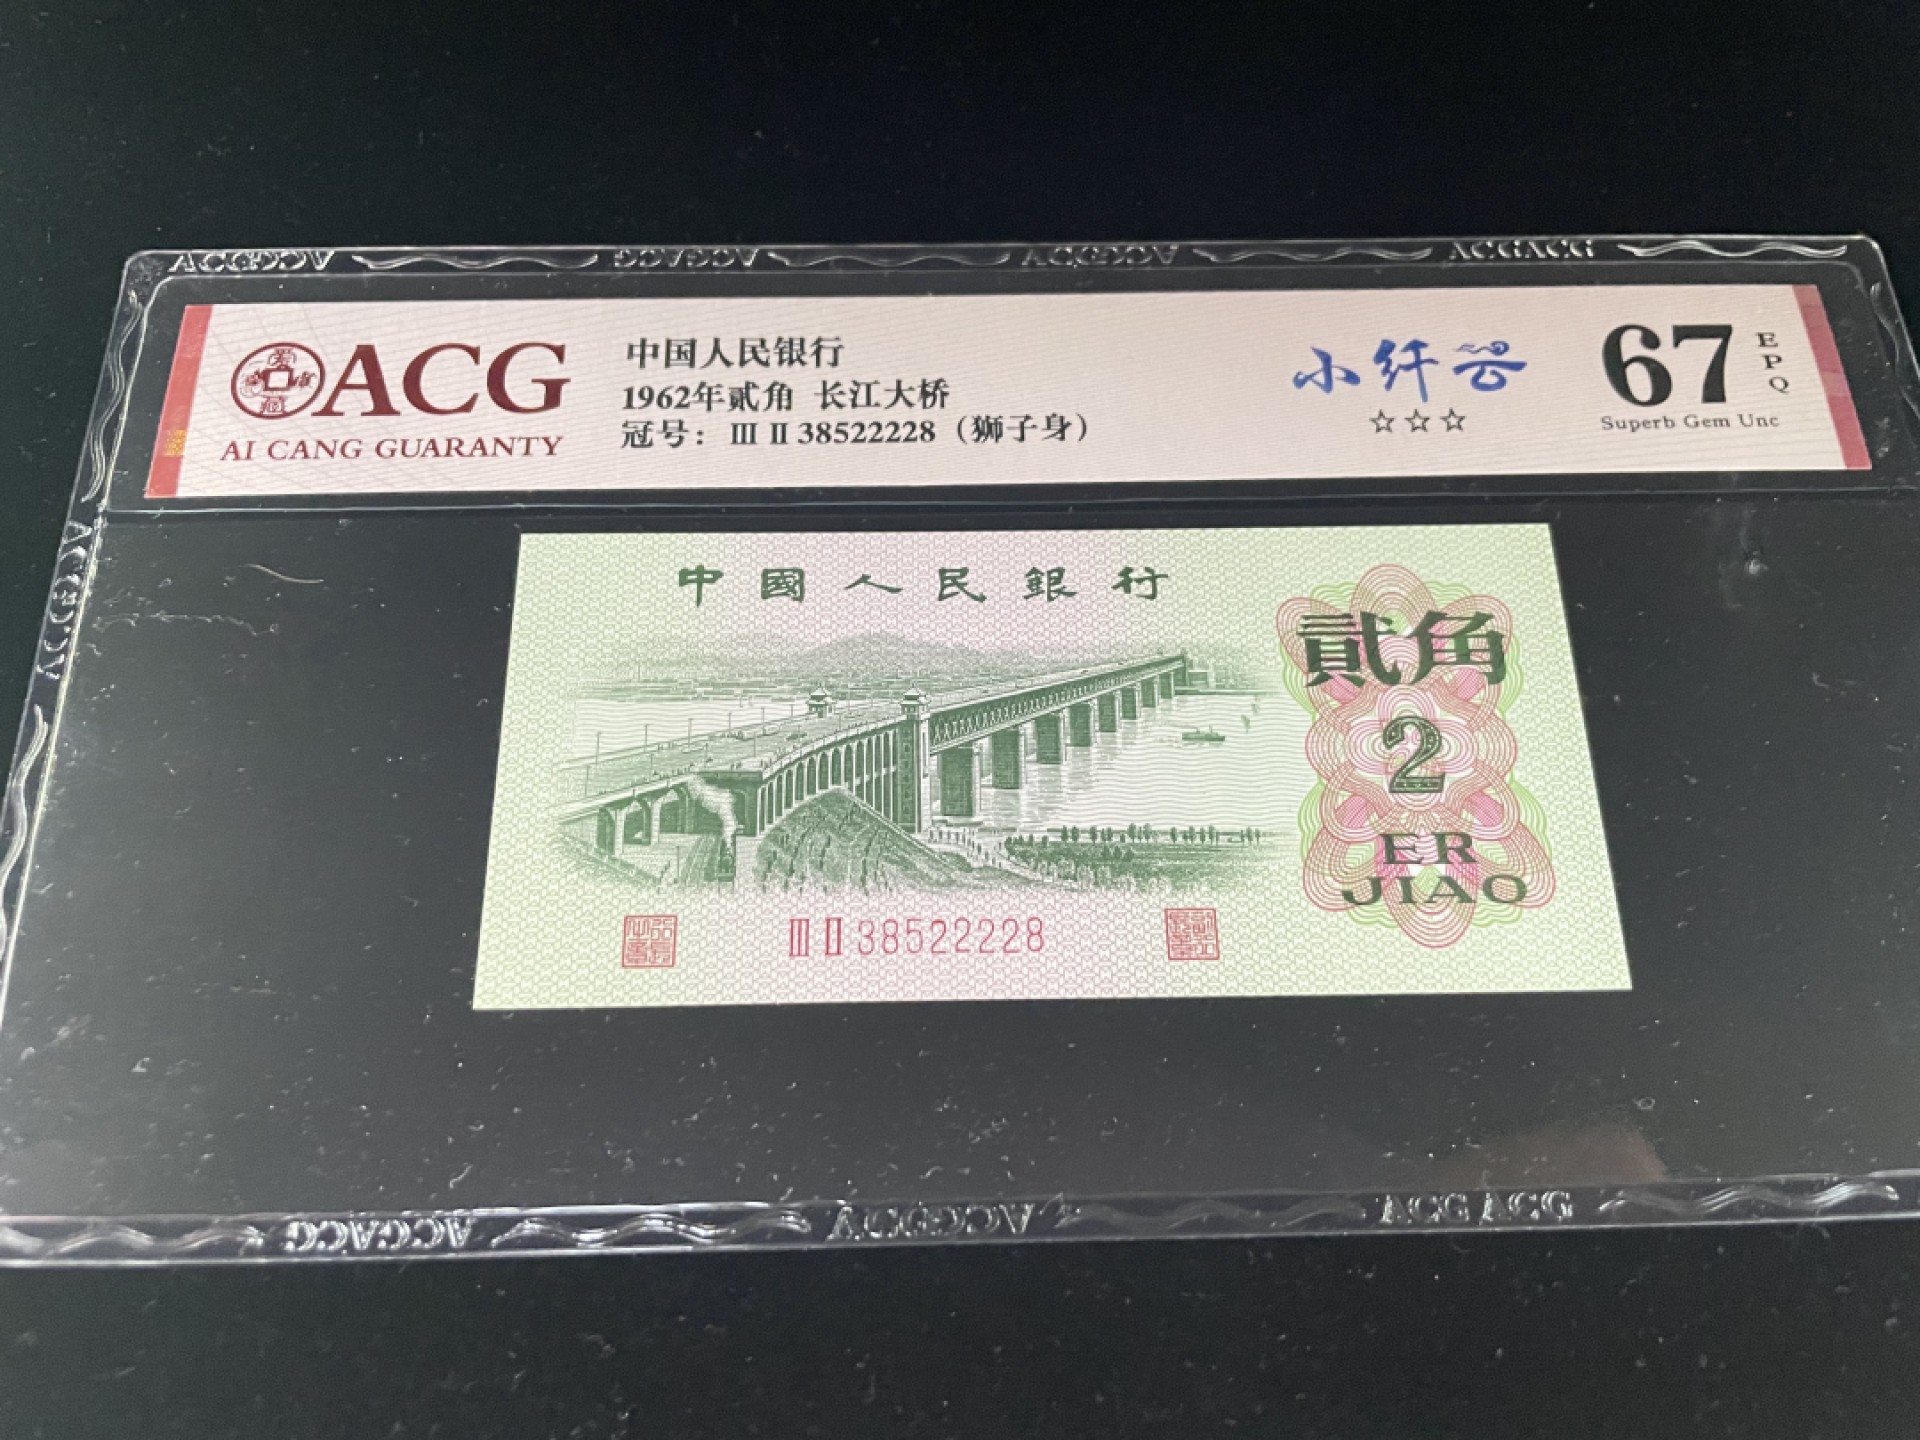 ACG
AI CANG GUARANTY
中国人民银行
1962年贰角 长江大桥
冠号：Ⅲ Ⅱ 38522228（狮子身）
小纤云
☆☆☆
67 EPQ
Superb Gem Unc
中國人民銀行
貳角
2
ER
JIAO
Ⅲ Ⅱ 38522228